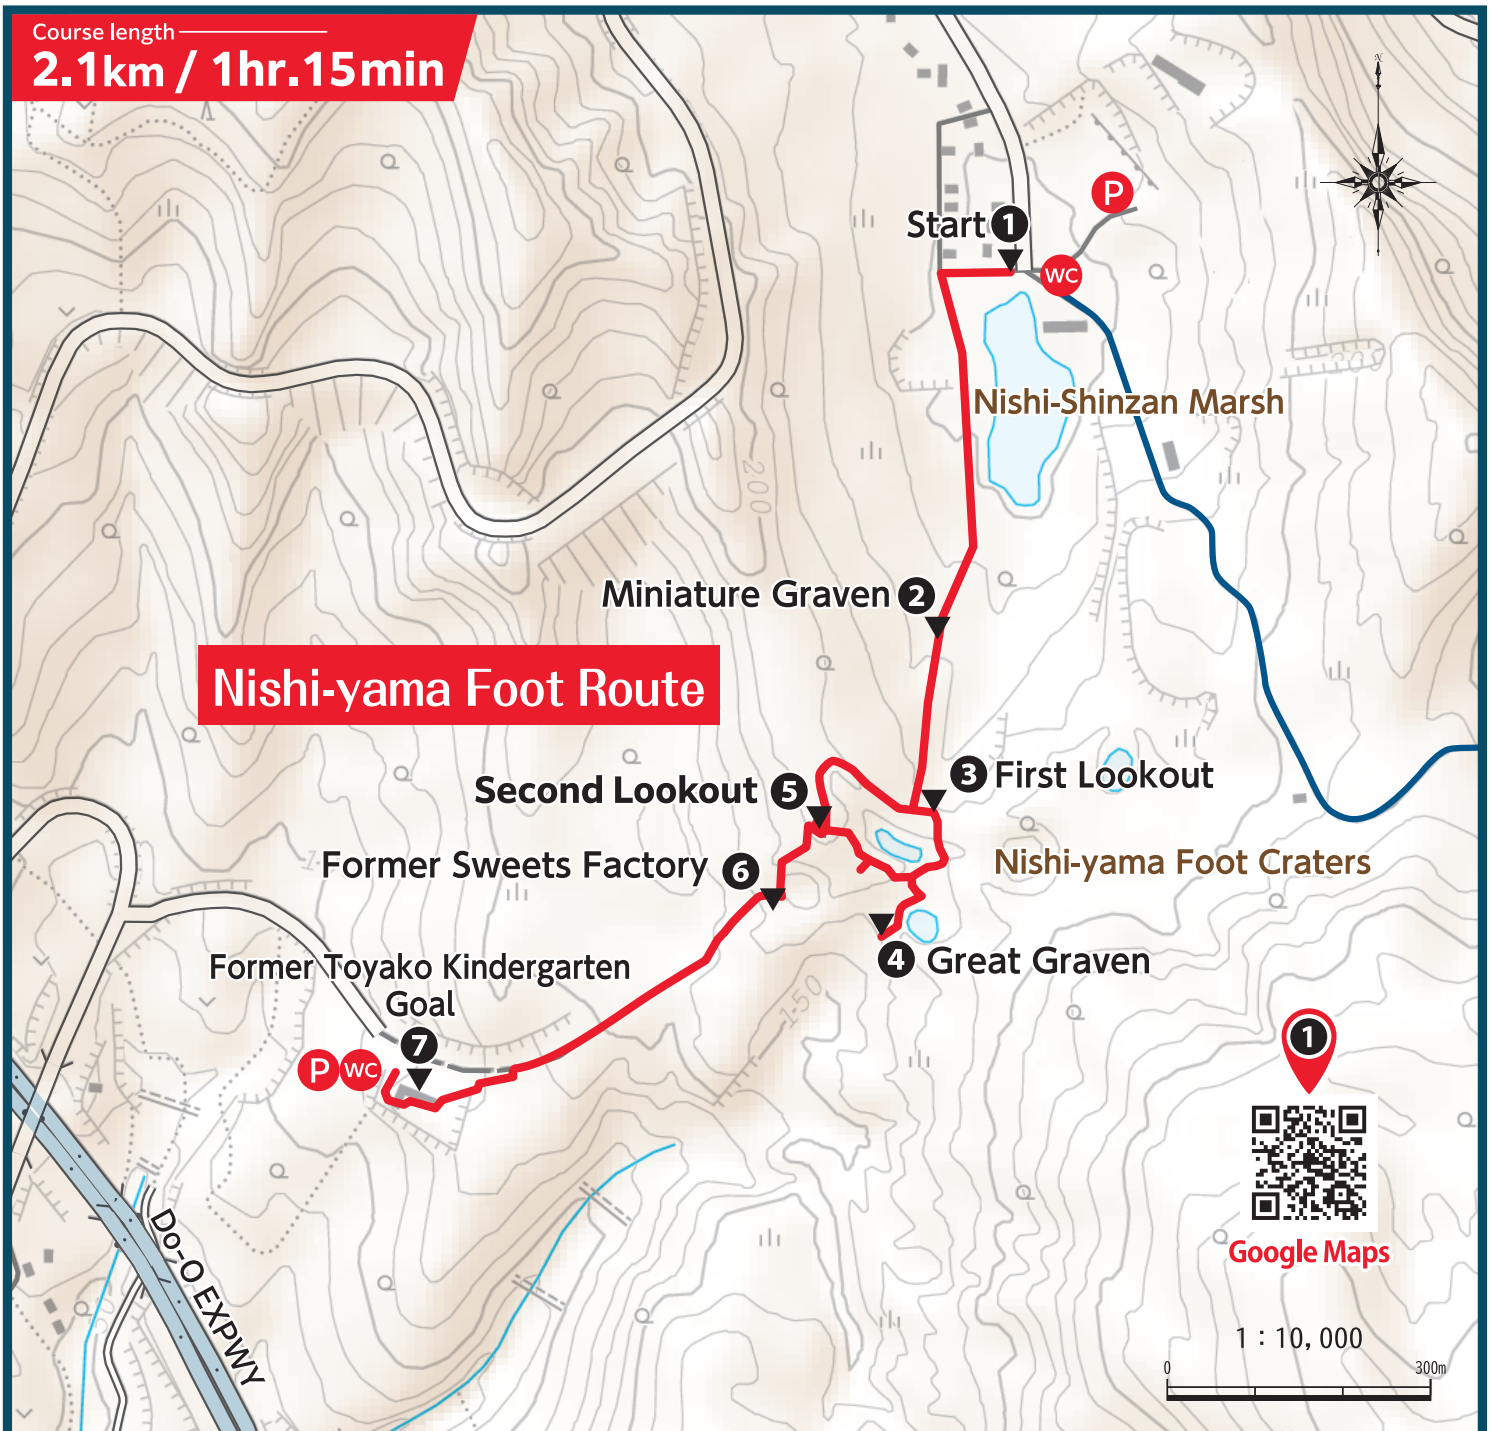 Course length
2.1km / 1hr.15min
N
P
Start 1
WC
Nishi-Shinzan Marsh
200
Miniature Graven 2
Nishi-yama Foot Route
3 First Lookout
Second Lookout 5
Nishi-yama Foot Craters
Former Sweets Factory 6
4 Great Graven
Former Toyako Kindergarten
Goal
7
P WC
150
1
Do-O EXPWY
Google Maps
1 : 10,000
0 300m